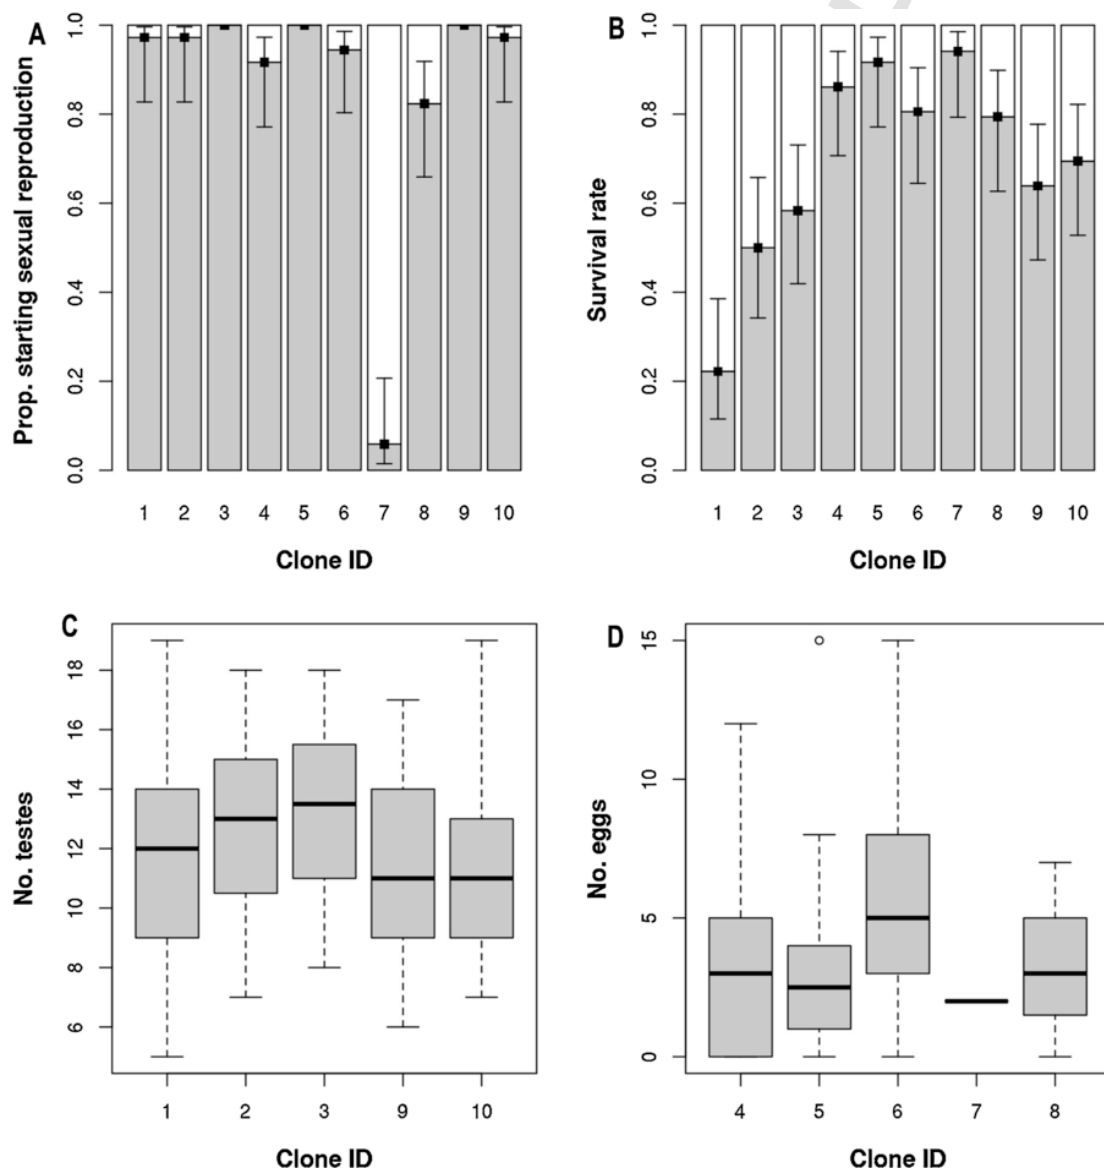 A
Prop. starting sexual reproduction
0.0 0.2 0.4 0.6 0.8 1.0
1 2 3 4 5 6 7 8 9 10
Clone ID
B
Survival rate
0.0 0.2 0.4 0.6 0.8 1.0
1 2 3 4 5 6 7 8 9 10
Clone ID
C
No. testes
6 8 10 12 14 16 18
1 2 3 9 10
Clone ID
D
No. eggs
0 5 10 15
4 5 6 7 8
Clone ID